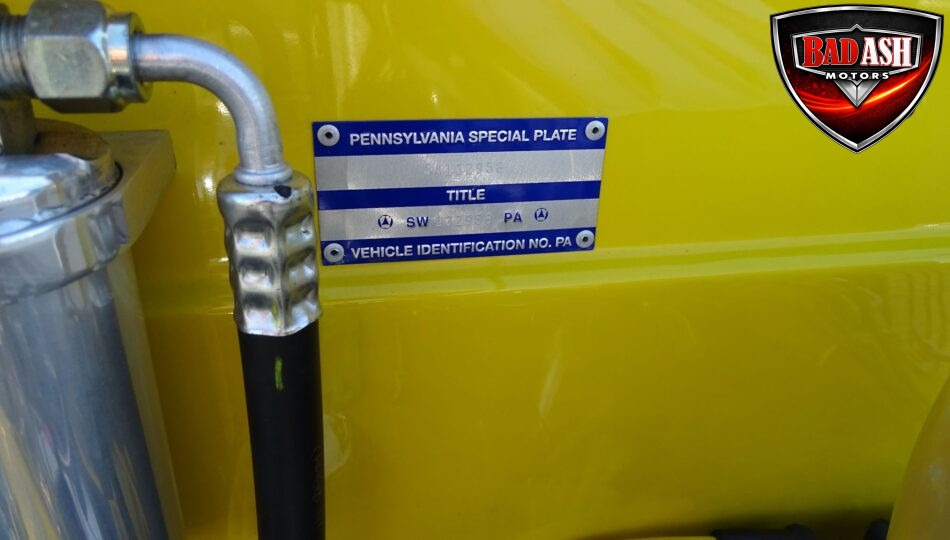 BAD ASH
MOTORS
PENNSYLVANIA SPECIAL PLATE
TITLE
SW PA
VEHICLE IDENTIFICATION NO. PA